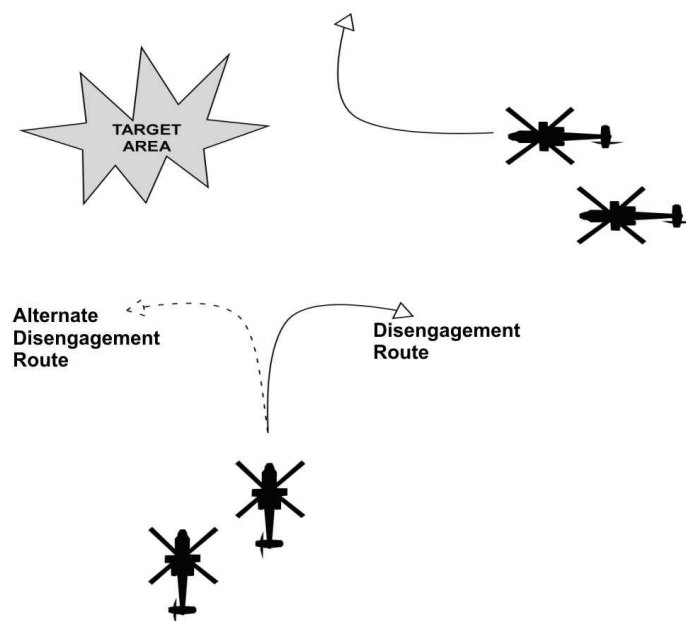 TARGET
AREA
Alternate
Disengagement
Route
Disengagement
Route